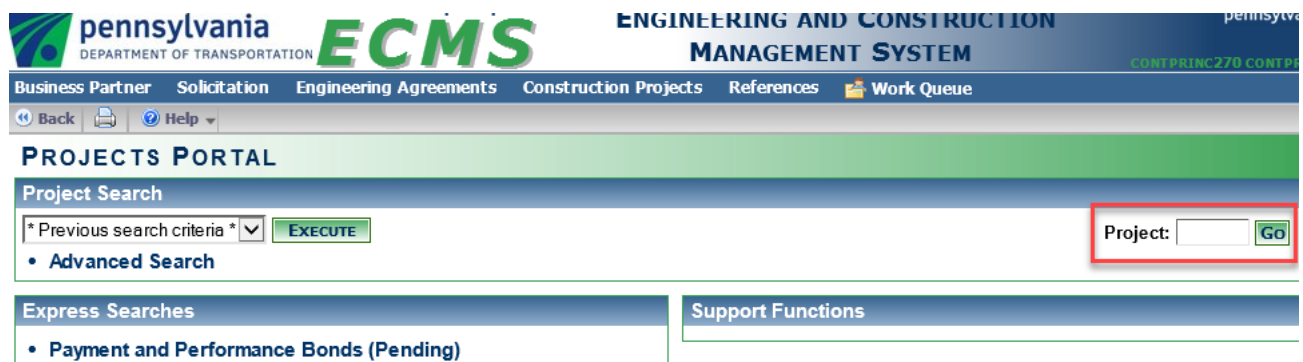 pennsylvania
DEPARTMENT OF TRANSPORTATION
ECMS
ENGINEERING AND CONSTRUCTION
MANAGEMENT SYSTEM
CONTPRINC270
Business Partner Solicitation Engineering Agreements Construction Projects References Work Queue
Back Help
PROJECTS PORTAL
Project Search
* Previous search criteria * EXECUTE Project: GO
• Advanced Search
Express Searches Support Functions
• Payment and Performance Bonds (Pending)